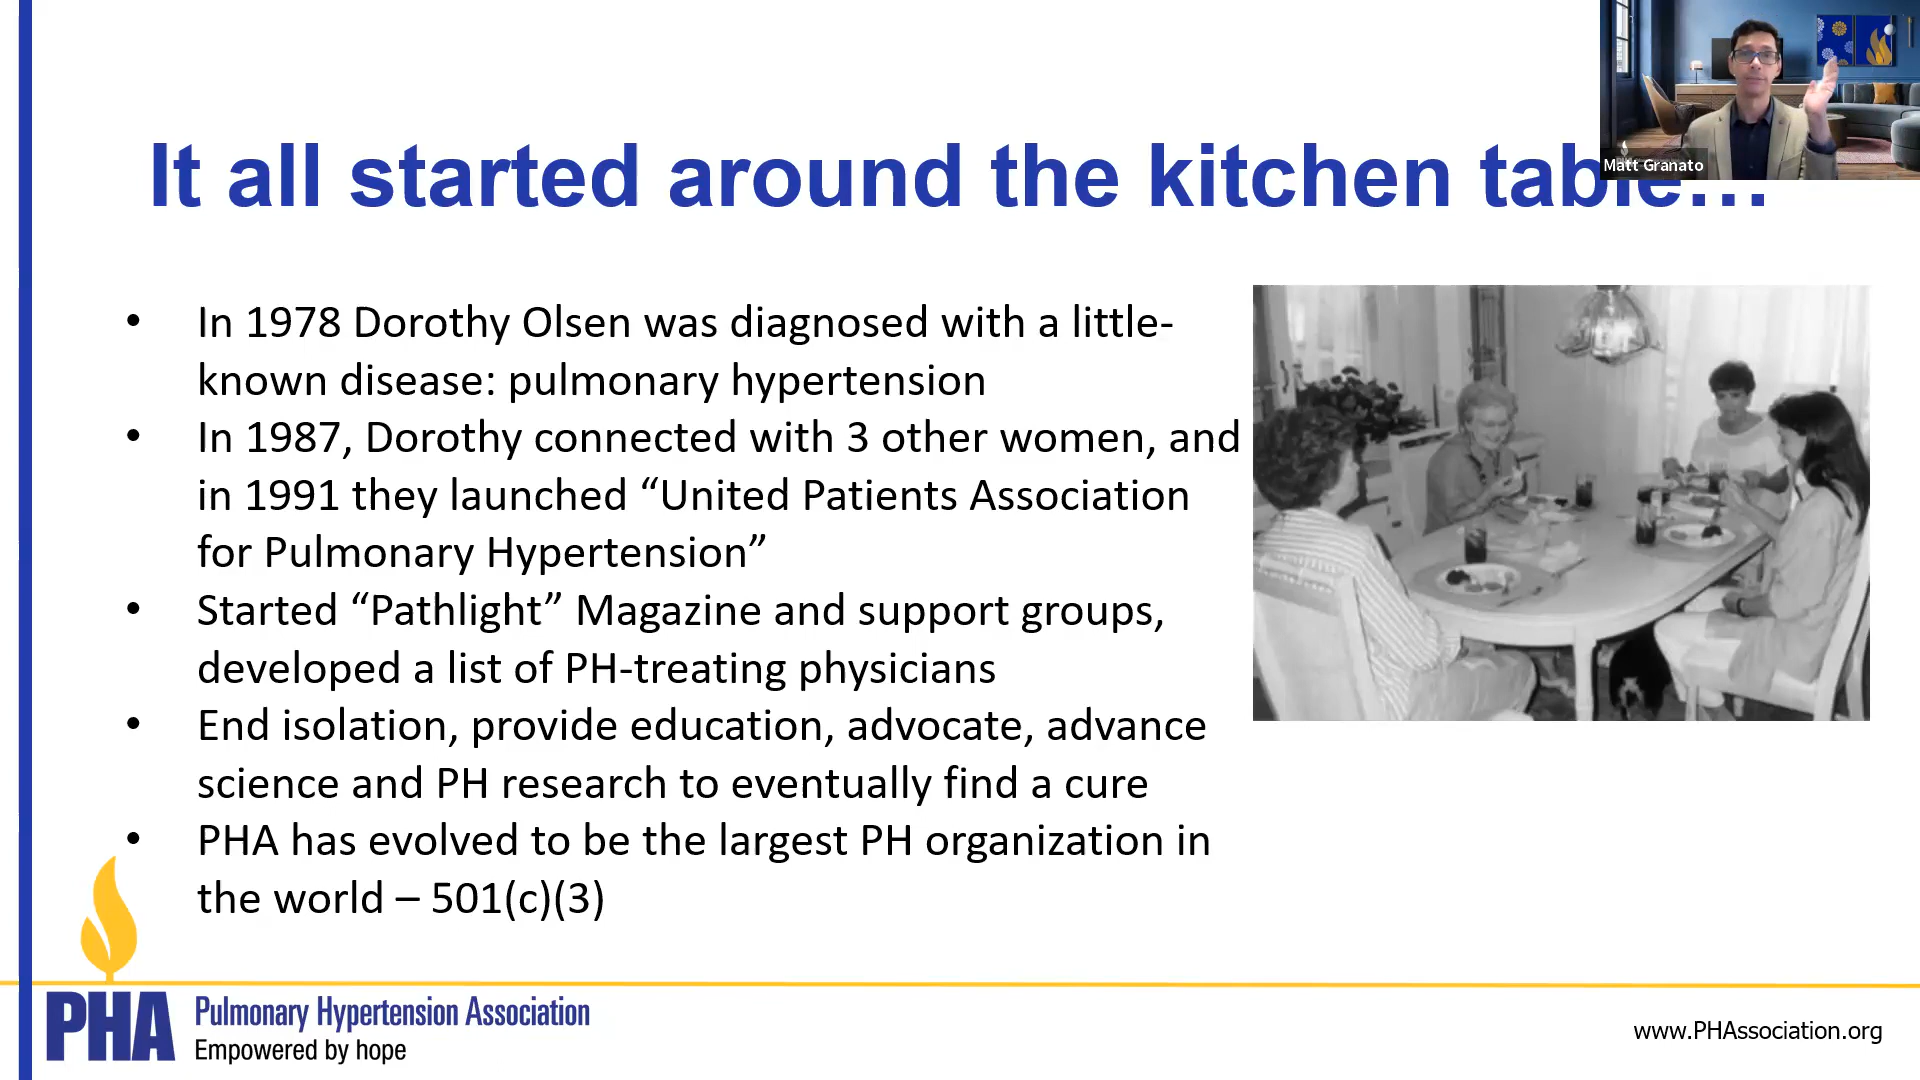 It all started around the kitchen table…
Matt Granato
• In 1978 Dorothy Olsen was diagnosed with a little-
known disease: pulmonary hypertension
• In 1987, Dorothy connected with 3 other women, and
in 1991 they launched “United Patients Association
for Pulmonary Hypertension”
• Started “Pathlight” Magazine and support groups,
developed a list of PH-treating physicians
• End isolation, provide education, advocate, advance
science and PH research to eventually find a cure
• PHA has evolved to be the largest PH organization in
the world – 501(c)(3)
PHA
Pulmonary Hypertension Association
Empowered by hope
www.PHAssociation.org